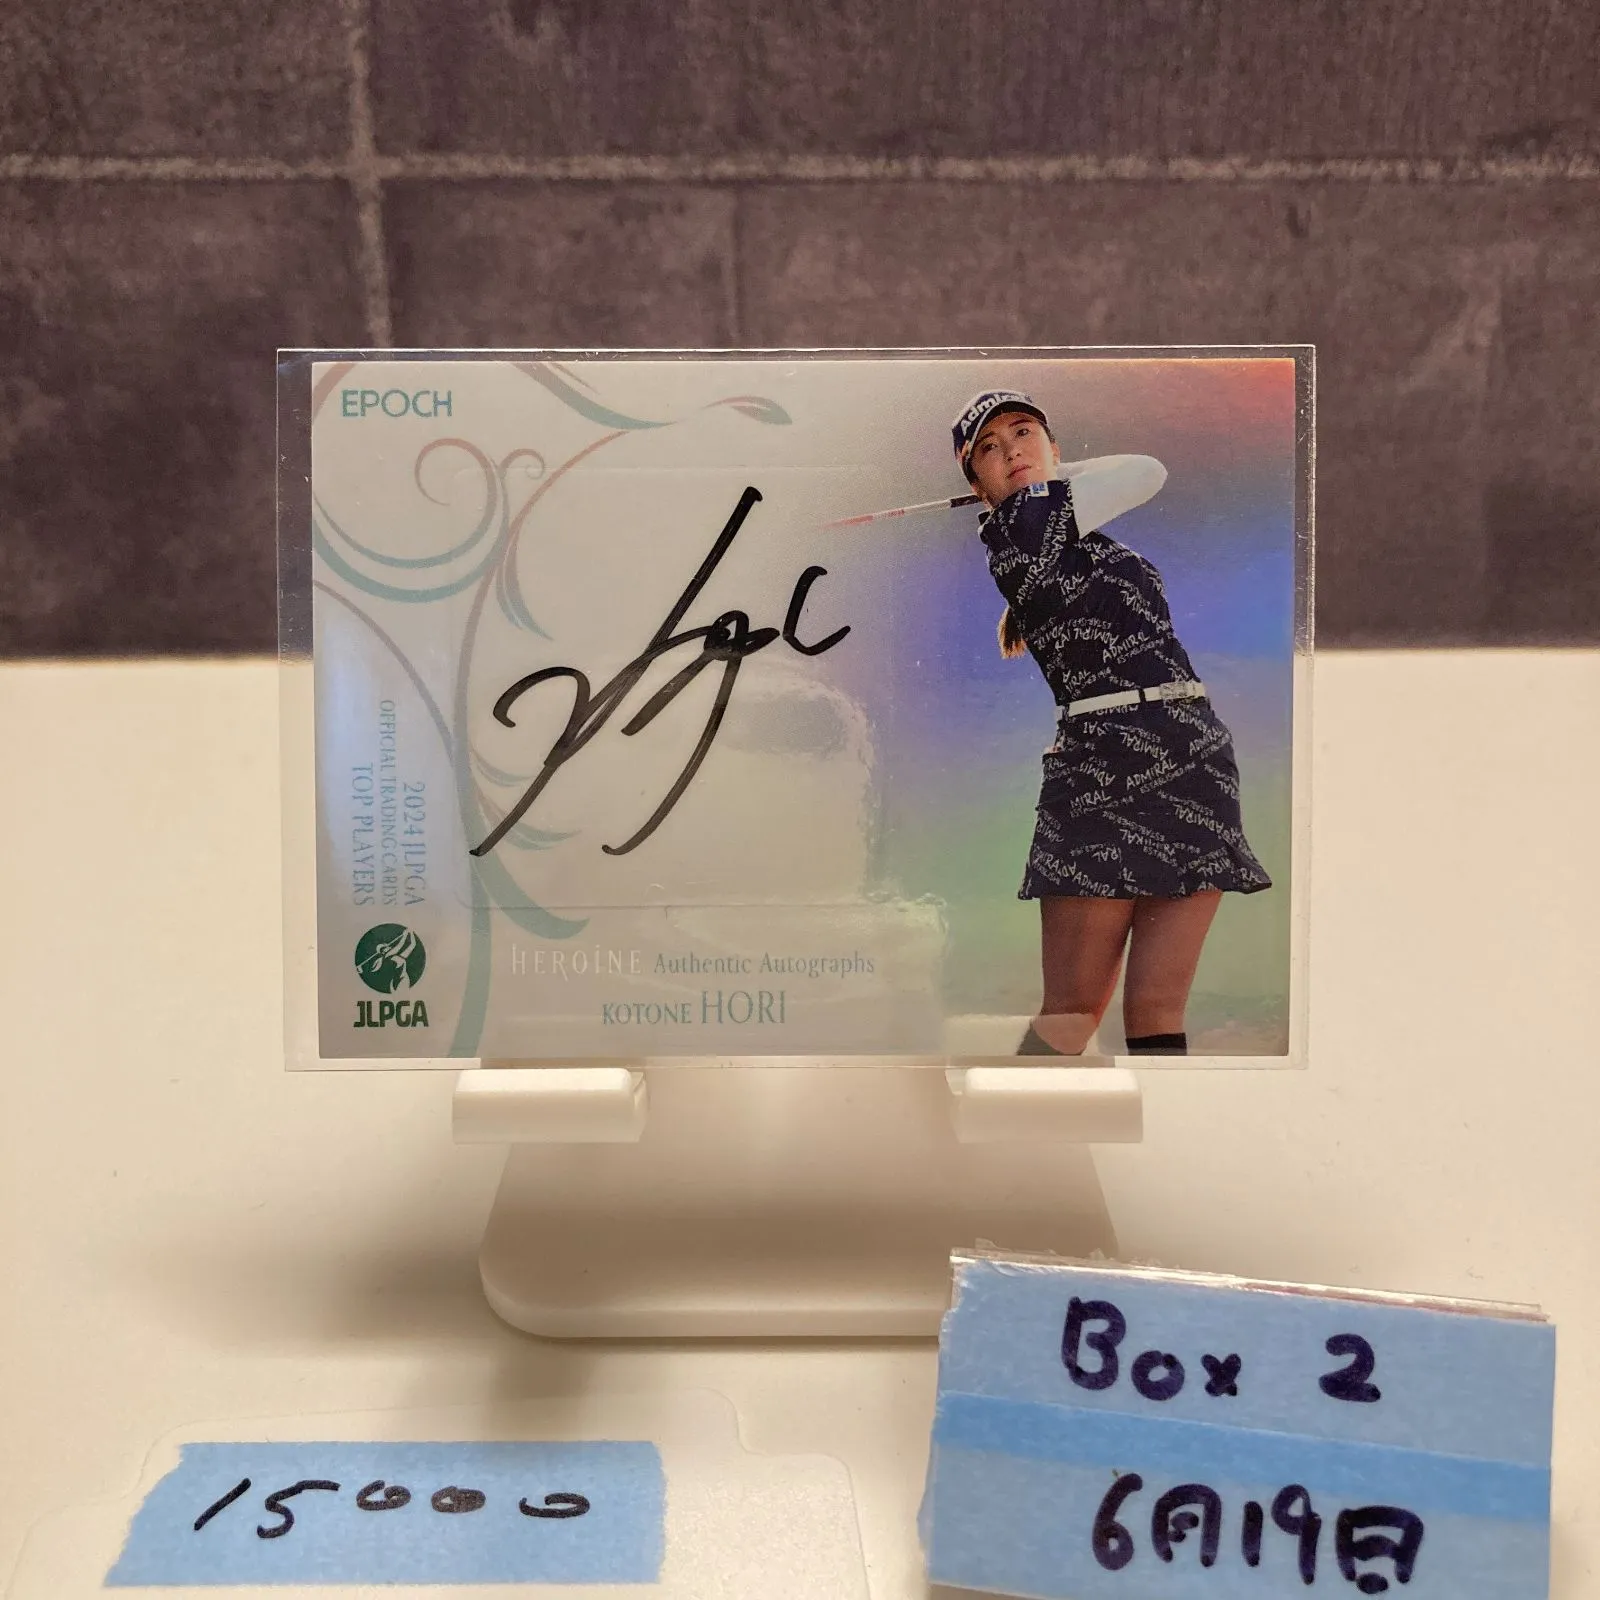 EPOCH
Admiral
2024 JLPGA
OFFICIAL TRADING CARDS
TOP PLAYERS
JLPGA
HEROINE Authentic Autographs
KOTONE HORI
Box 2
6月19日
15000